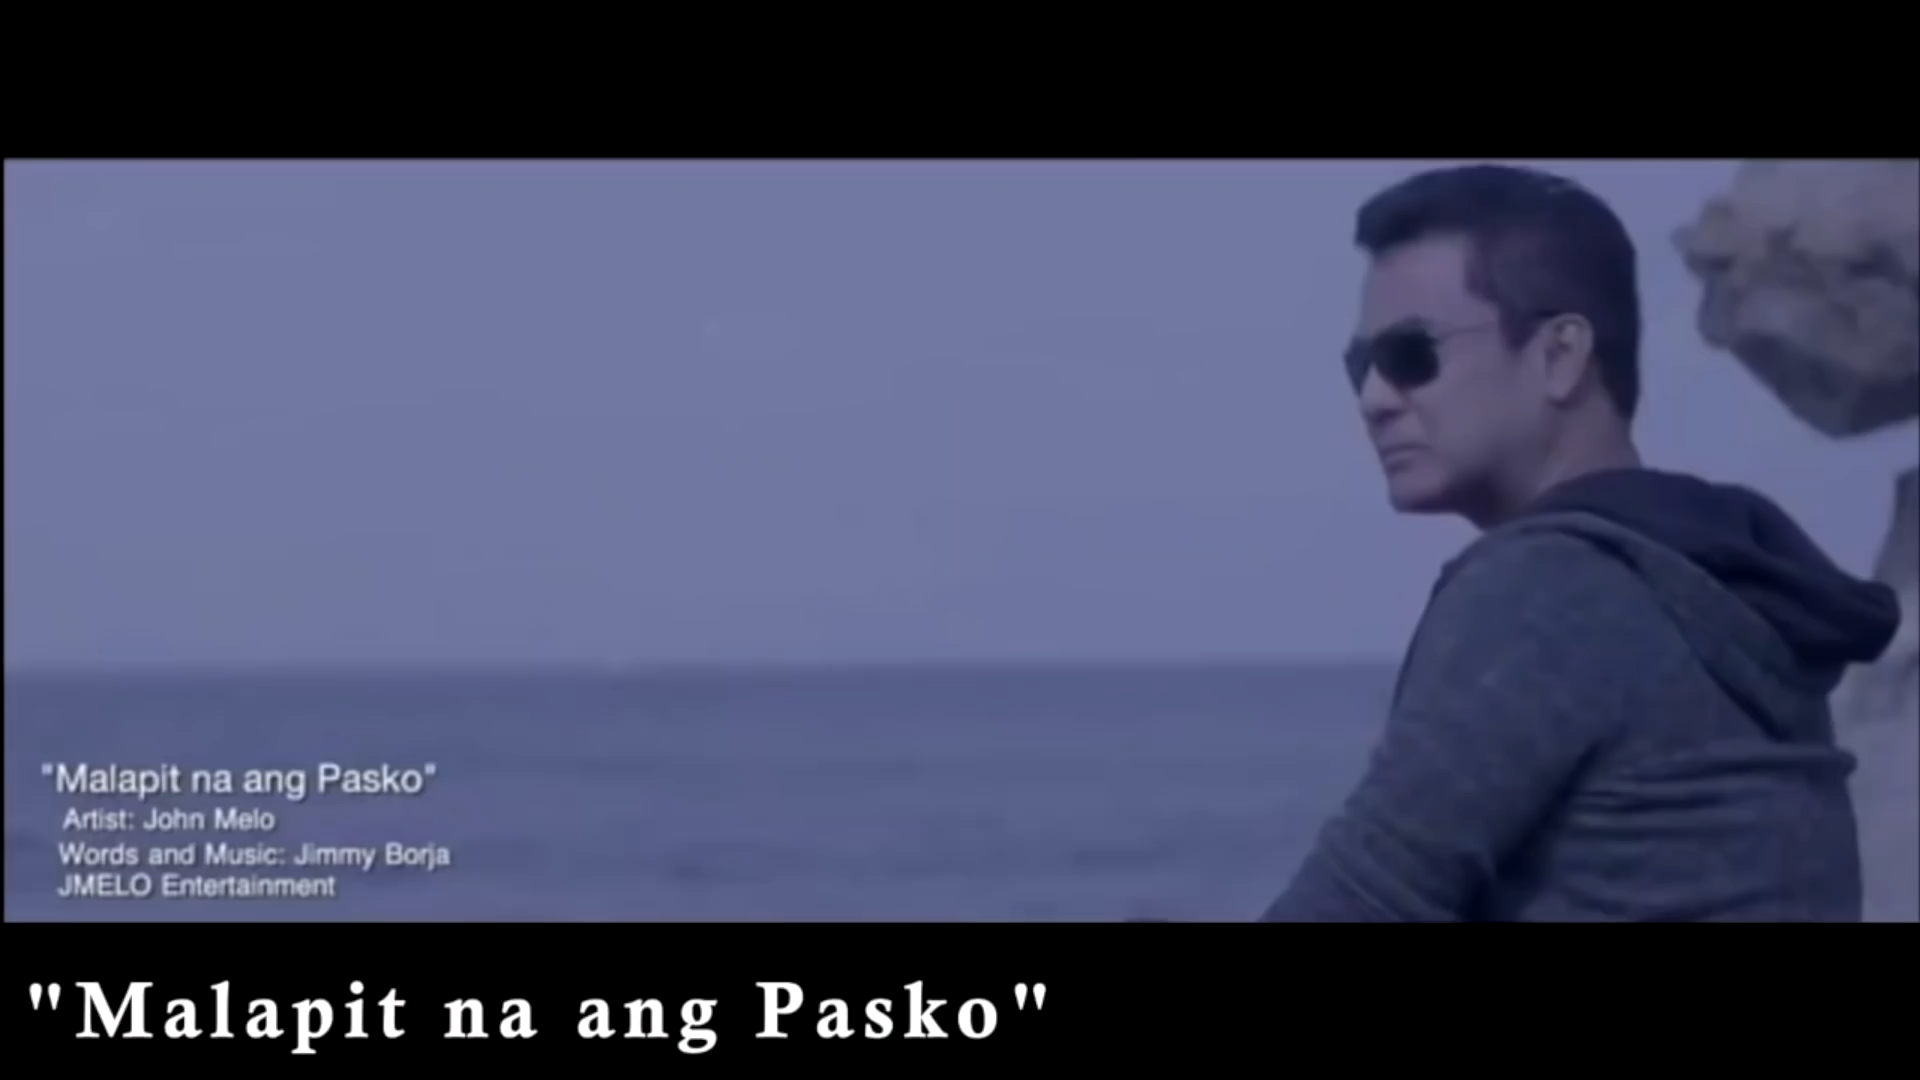 "Malapit na ang Pasko"
Artist: John Melo
Words and Music: Jimmy Borja
JMELO Entertainment
"Malapit na ang Pasko"